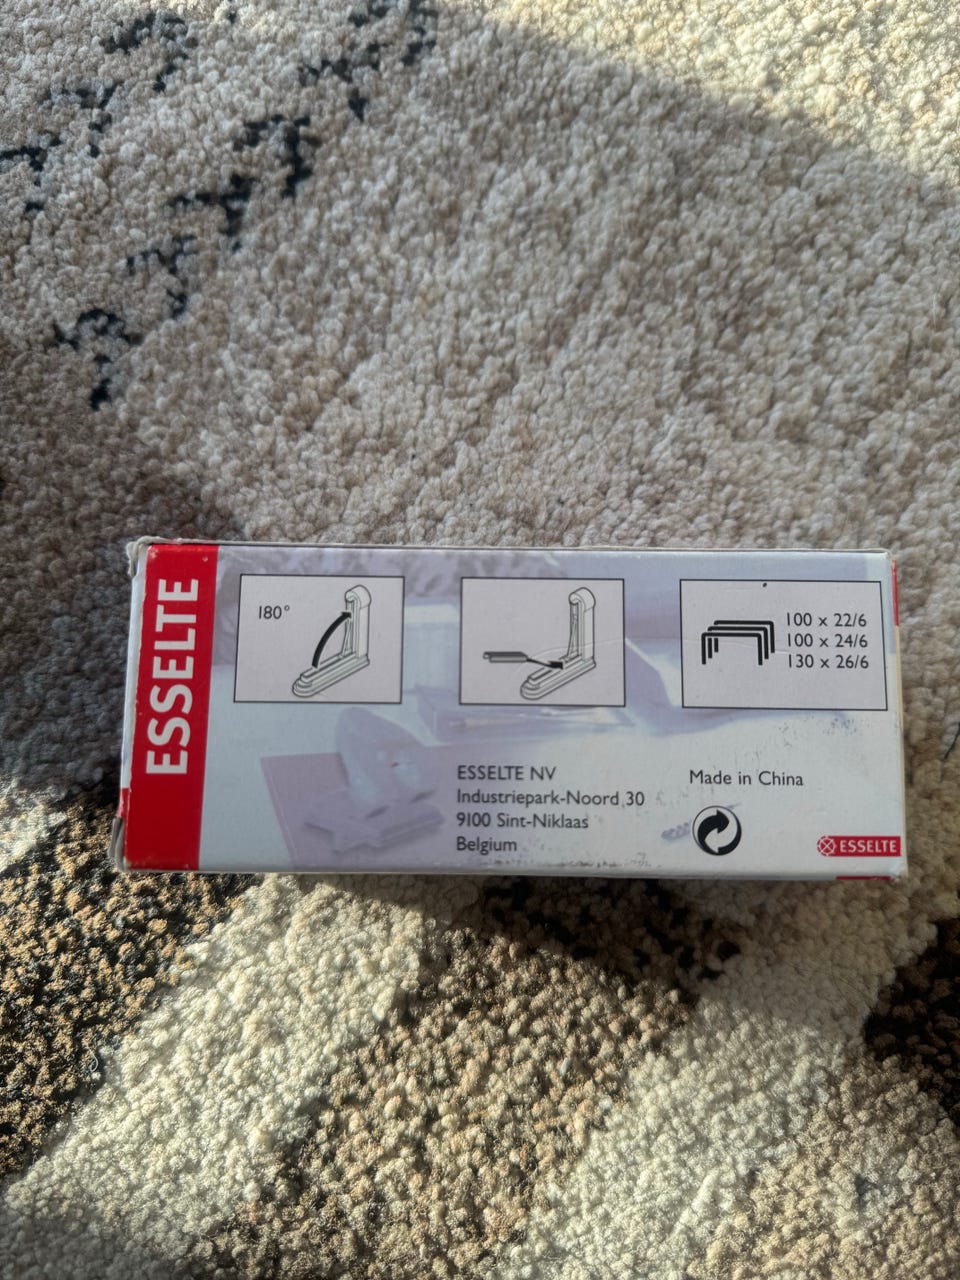 ESSELTE
180°
100 x 22/6
100 x 24/6
130 x 26/6
ESSELTE NV
Industriepark-Noord 30
9100 Sint-Niklaas
Belgium
Made in China
ESSELTE